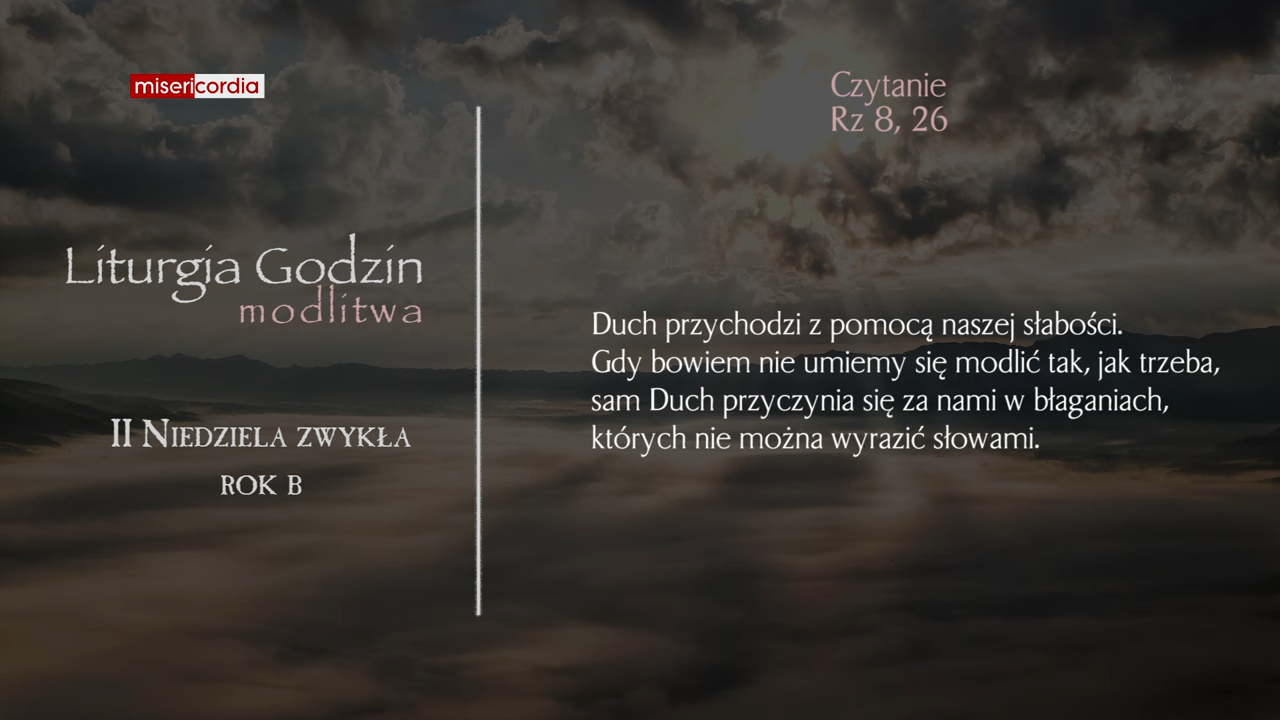 misericordia
Liturgia Godzin
modlitwa
II Niedziela zwykła
rok B
Czytanie
Rz 8, 26
Duch przychodzi z pomocą naszej słabości.
Gdy bowiem nie umiemy się modlić tak, jak trzeba,
sam Duch przyczynia się za nami w błaganiach,
których nie można wyrazić słowami.